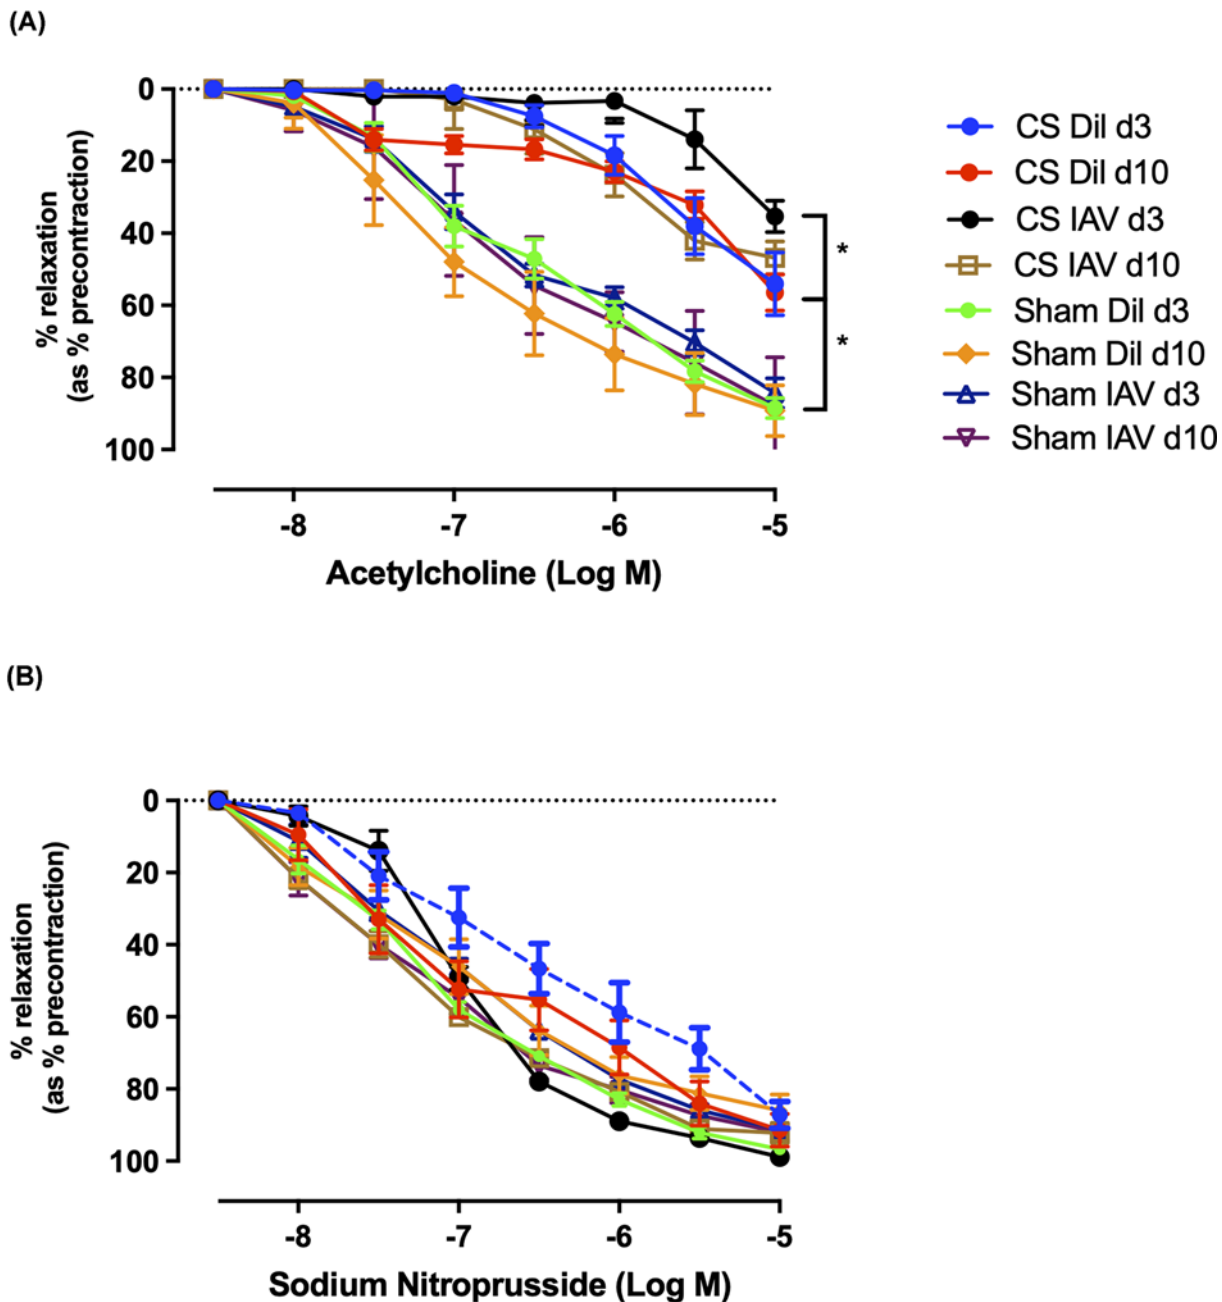 (A)
0
20
40
60
80
100
% relaxation
(as % precontraction)
-8
-7
-6
-5
Acetylcholine (Log M)
*
*
CS Dil d3
CS Dil d10
CS IAV d3
CS IAV d10
Sham Dil d3
Sham Dil d10
Sham IAV d3
Sham IAV d10
(B)
0
20
40
60
80
100
% relaxation
(as % precontraction)
-8
-7
-6
-5
Sodium Nitroprusside (Log M)